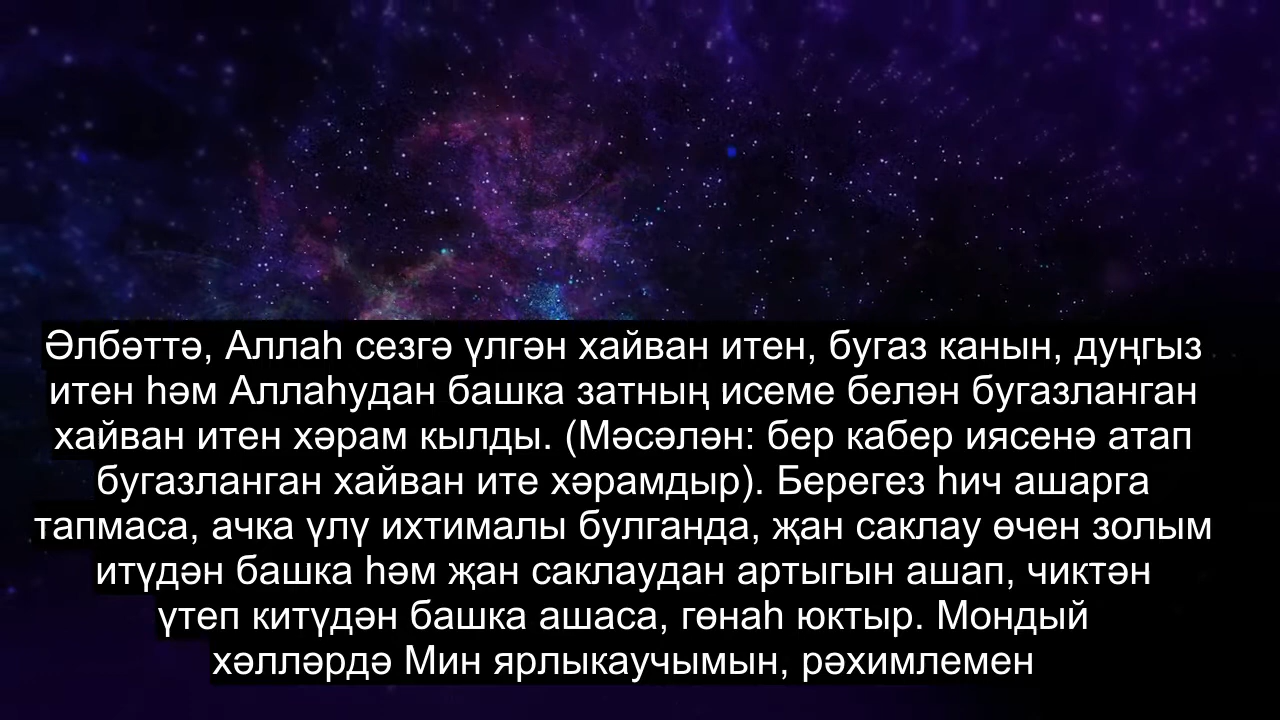 Әлбәттә, Аллаһ сезгә үлгән хайван итен, бугаз канын, дуңгыз
итен һәм Аллаһудан башка затның исеме белән бугазланган
хайван итен хәрам кылды. (Мәсәлән: бер кабер иясенә атап
бугазланган хайван ите хәрамдыр). Берегез һич ашарга
тапмаса, ачка үлү ихтималы булганда, җан саклау өчен золым
итүдән башка һәм җан саклаудан артыгын ашап, чиктән
үтеп китүдән башка ашаса, гөнаһ юктыр. Мондый
хәлләрдә Мин ярлыкаучымын, рәхимлемен